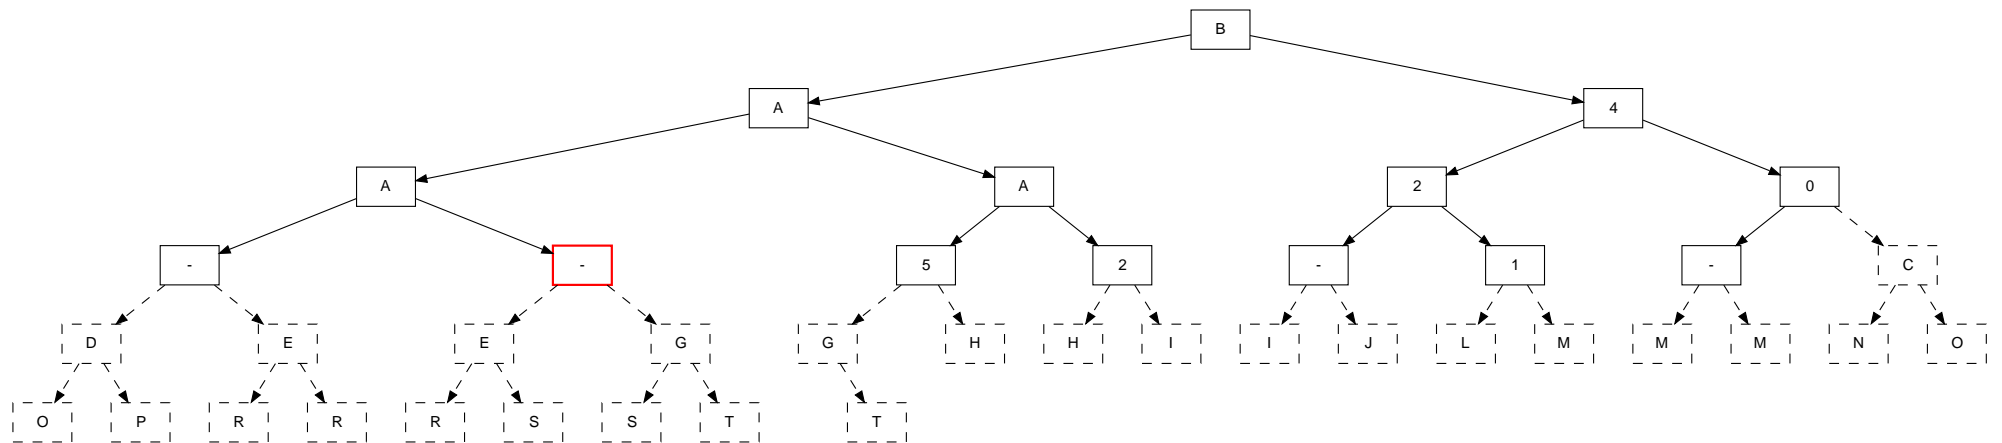 B
A 4
A A 2 0
- - 5 2 - 1 - C
D E E G G H H I I J L M M M N O
O P R R R S S T T